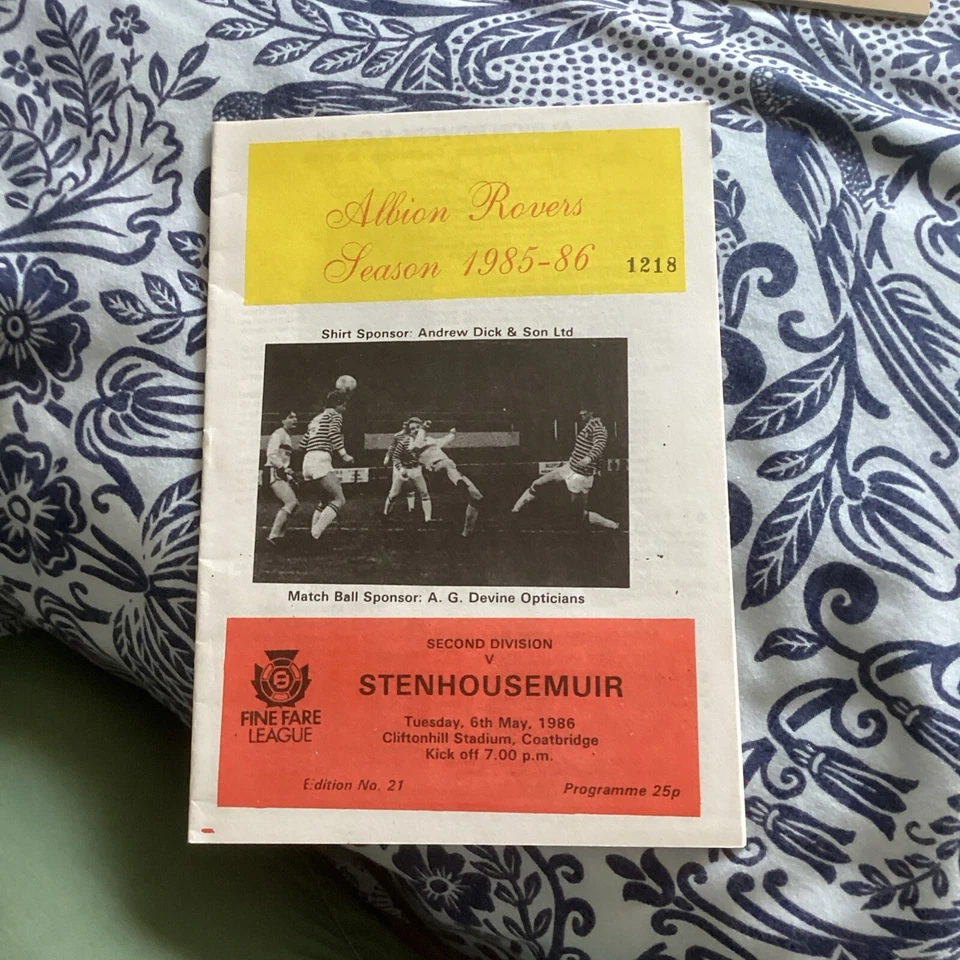 Albion Rovers
Season 1985-86 1218
Shirt Sponsor: Andrew Dick & Son Ltd
Match Ball Sponsor: A. G. Devine Opticians
SECOND DIVISION
V
STENHOUSEMUIR
FINE FARE
LEAGUE
Tuesday, 6th May, 1986
Cliftonhill Stadium, Coatbridge
Kick off 7.00 p.m.
Edition No. 21 Programme 25p